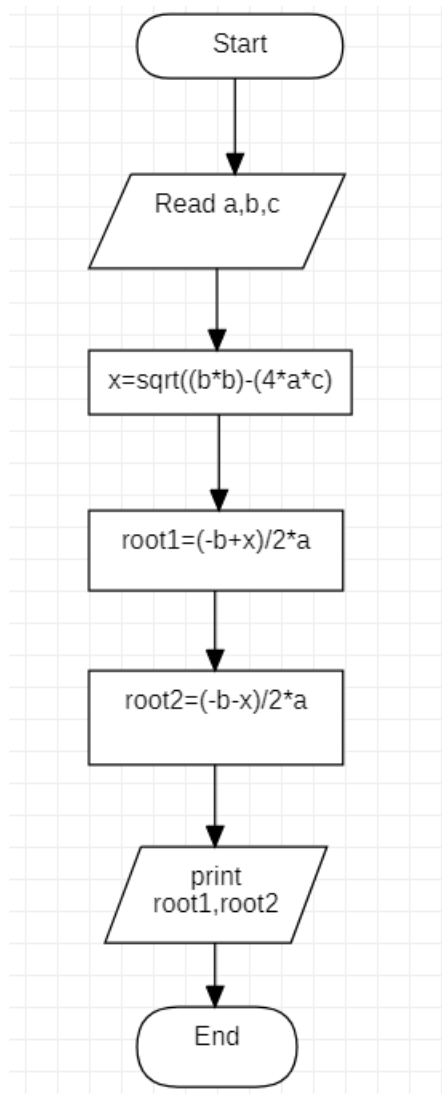 Start
Read a,b,c
x=sqrt((b*b)-(4*a*c)
root1=(-b+x)/2*a
root2=(-b-x)/2*a
print
root1,root2
End